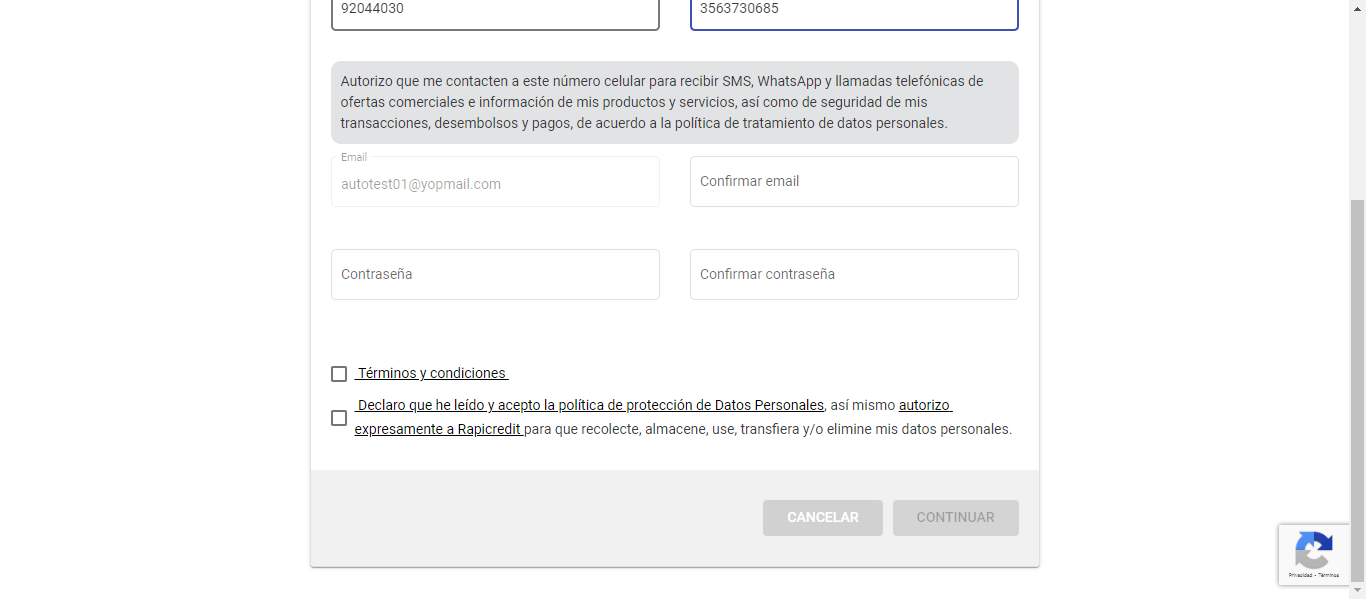 92044030
3563730685
Autorizo que me contacten a este número celular para recibir SMS, WhatsApp y llamadas telefónicas de
ofertas comerciales e información de mis productos y servicios, así como de seguridad de mis
transacciones, desembolsos y pagos, de acuerdo a la política de tratamiento de datos personales.
Email
autotest01@yopmail.com
Confirmar email
Contraseña
Confirmar contraseña
Términos y condiciones
Declaro que he leído y acepto la política de protección de Datos Personales, así mismo autorizo
expresamente a Rapicredit para que recolecte, almacene, use, transfiera y/o elimine mis datos personales.
CANCELAR
CONTINUAR
Privacidad - Términos